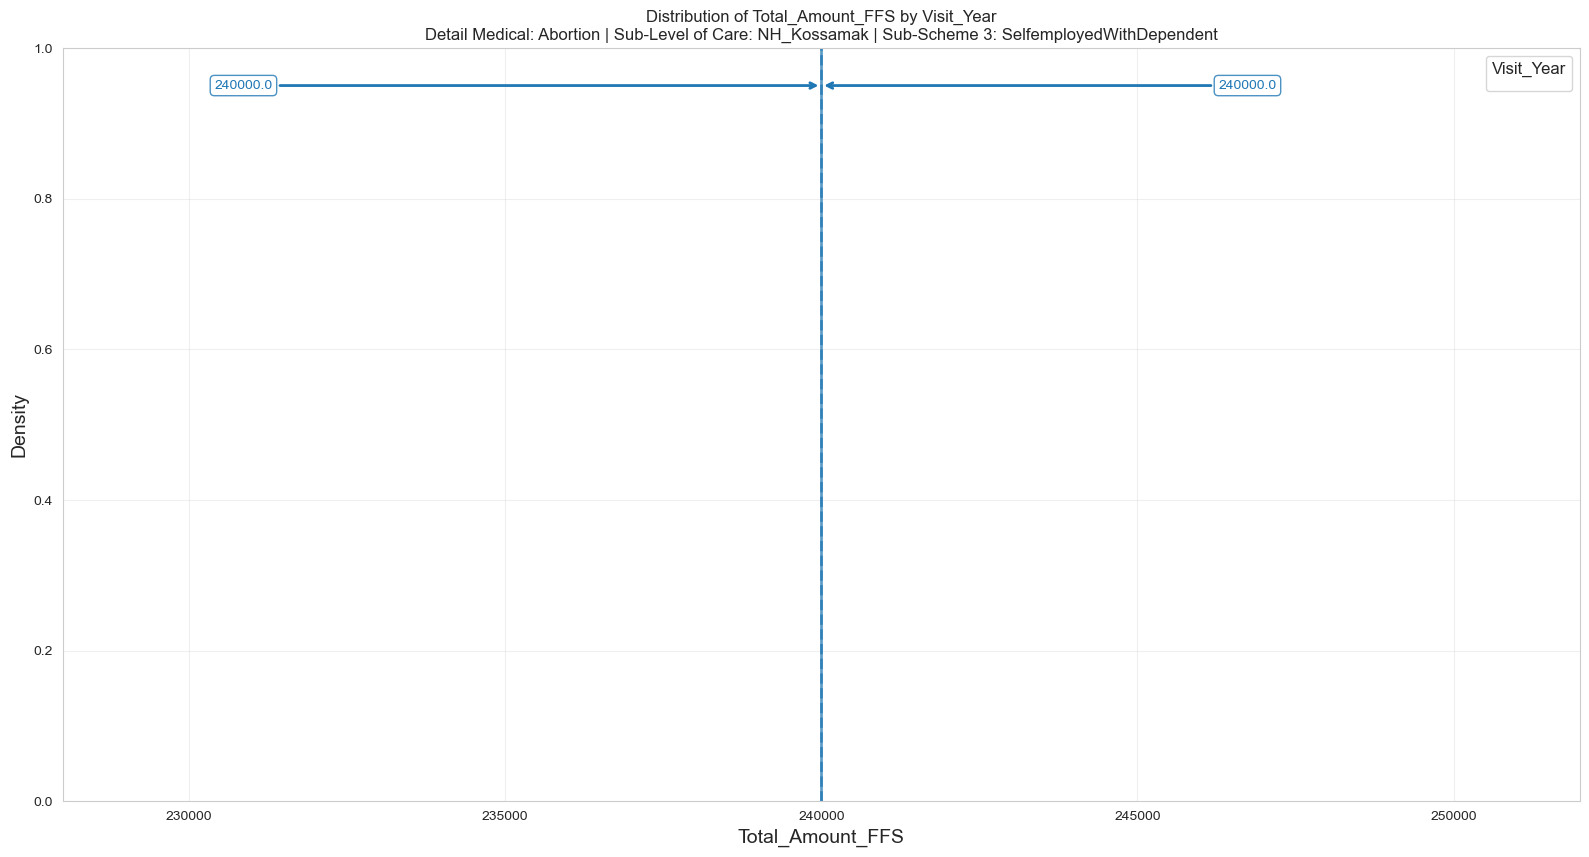 Distribution of Total_Amount_FFS by Visit_Year
Detail Medical: Abortion | Sub-Level of Care: NH_Kossamak | Sub-Scheme 3: SelfemployedWithDependent
1.0
240000.0
240000.0
Visit_Year
0.8
0.6
Density
0.4
0.2
0.0
230000
235000
240000
245000
250000
Total_Amount_FFS